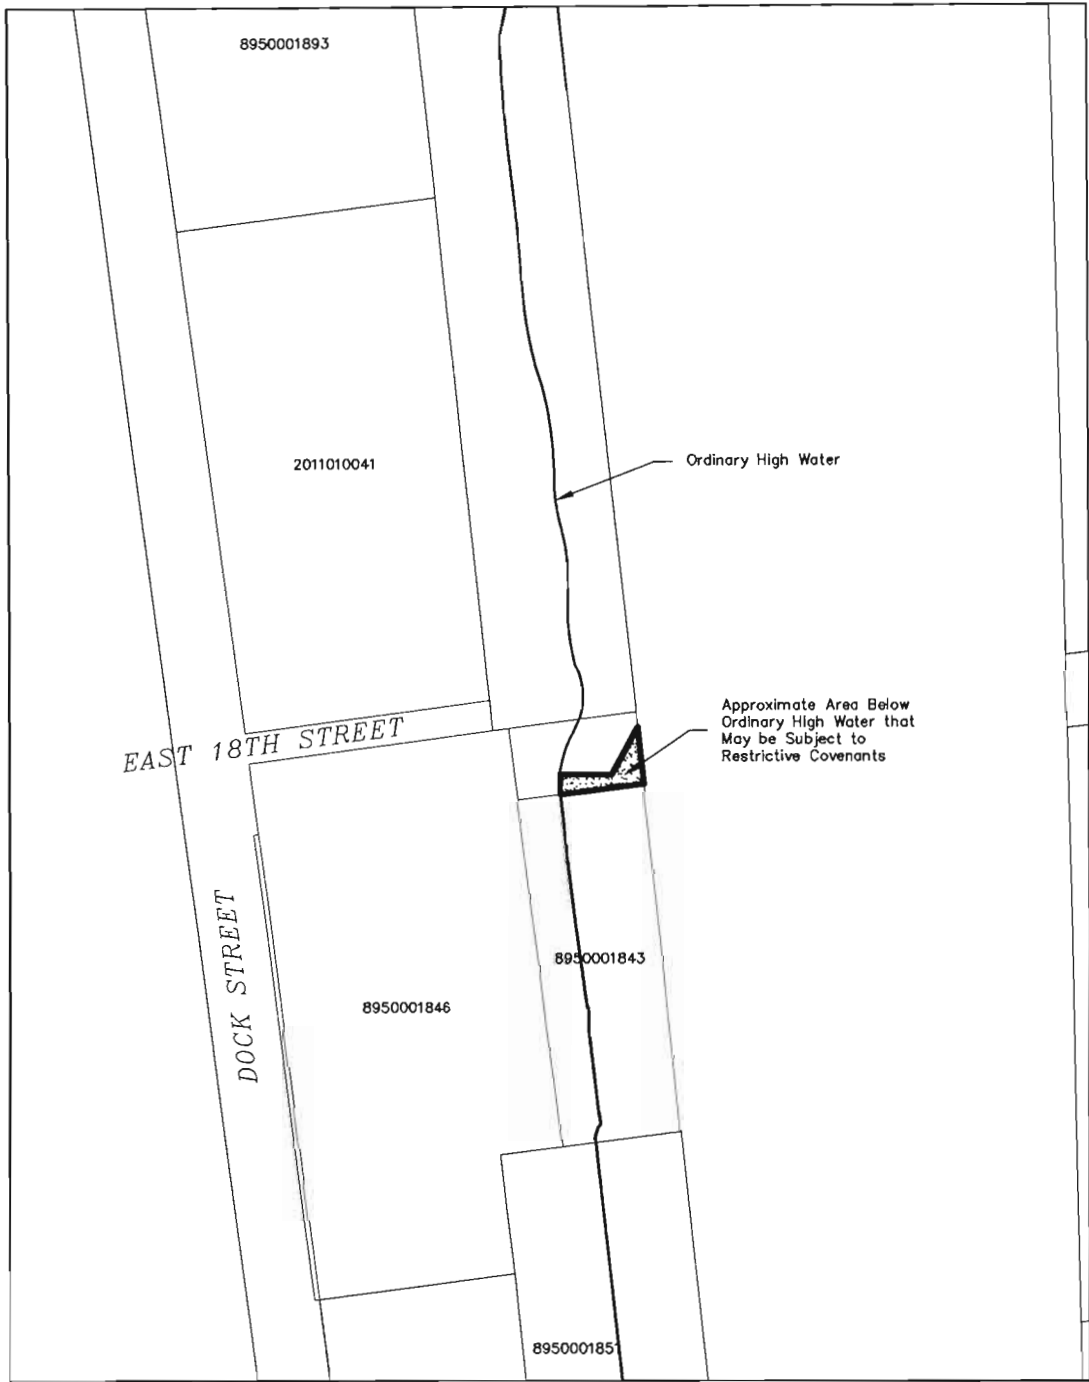 8950001893
2011010041
Ordinary High Water
Approximate Area Below
Ordinary High Water that
May be Subject to
Restrictive Covenants
EAST 18TH STREET
DOCK STREET
8950001843
8950001846
8950001851